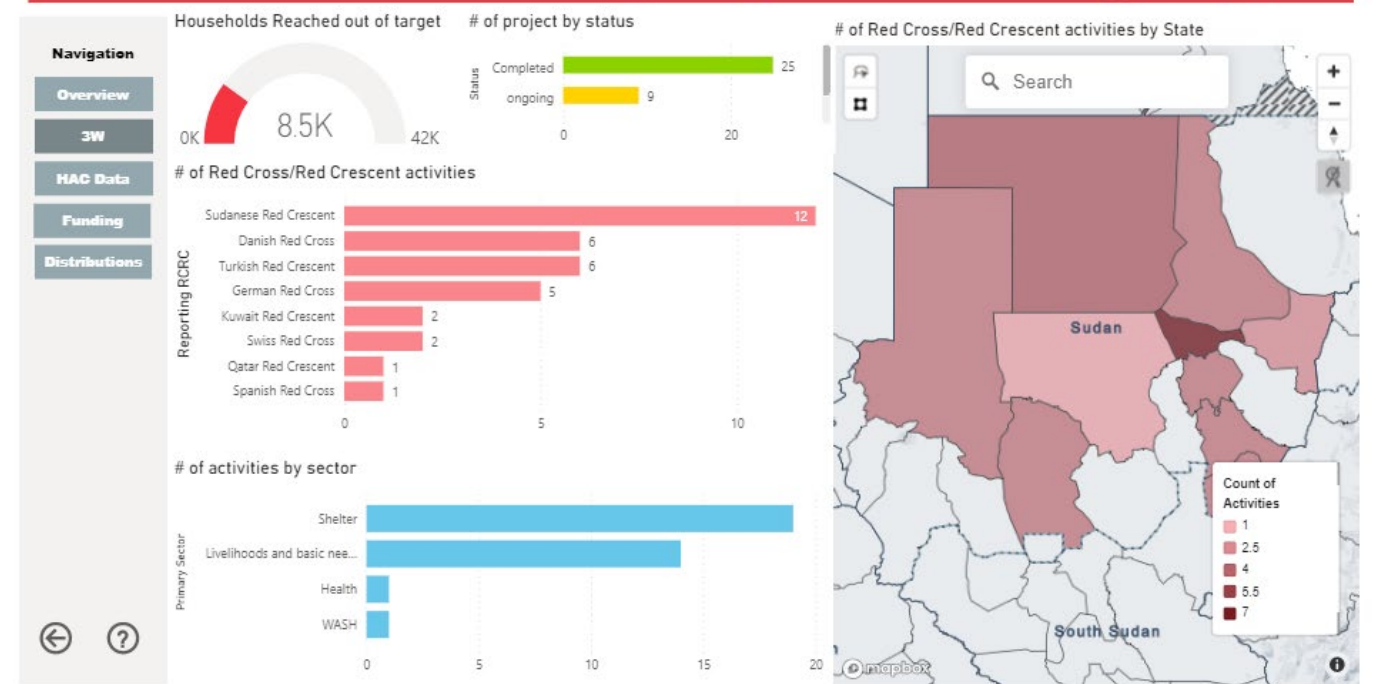 Navigation
Overview
3W
HAC Data
Funding
Distributions
Households Reached out of target
0K
8.5K
42K
# of project by status
Status
Completed
25
ongoing
9
0
20
# of Red Cross/Red Crescent activities
Reporting RCRC
Sudanese Red Crescent
12
Danish Red Cross
6
Turkish Red Crescent
6
German Red Cross
5
Kuwait Red Crescent
2
Swiss Red Cross
2
Qatar Red Crescent
1
Spanish Red Cross
1
0
5
10
# of activities by sector
Primary Sector
Shelter
Livelihoods and basic nee...
Health
WASH
0
5
10
15
20
# of Red Cross/Red Crescent activities by State
Search
Sudan
South Sudan
Count of
Activities
1
2.5
4
5.5
7
mapbox